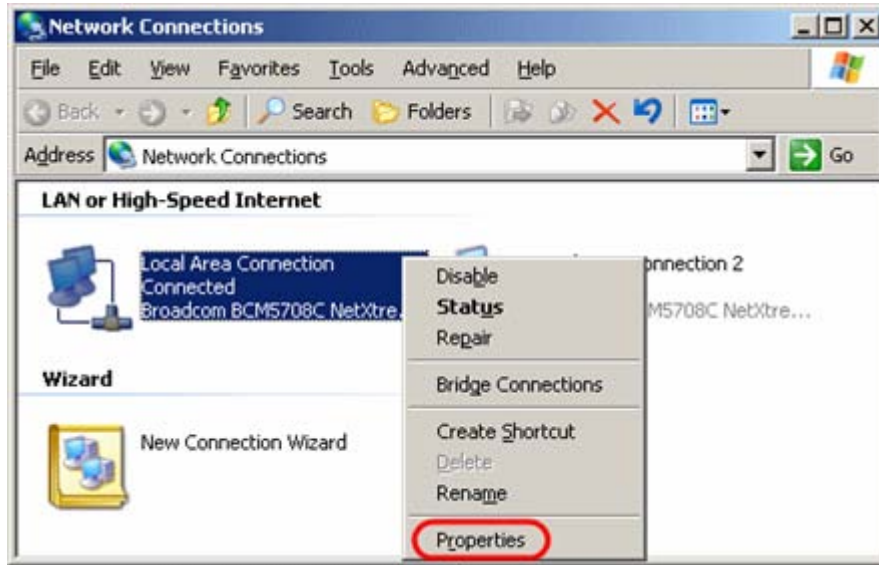 Network Connections
File Edit View Favorites Tools Advanced Help
Back Search Folders
Address Network Connections Go
LAN or High-Speed Internet
Local Area Connection
Connected
Broadcom BCM5708C NetXtre...
onnection 2
M5708C NetXtre...
Disable
Status
Repair
Bridge Connections
Create Shortcut
Delete
Rename
Properties
Wizard
New Connection Wizard